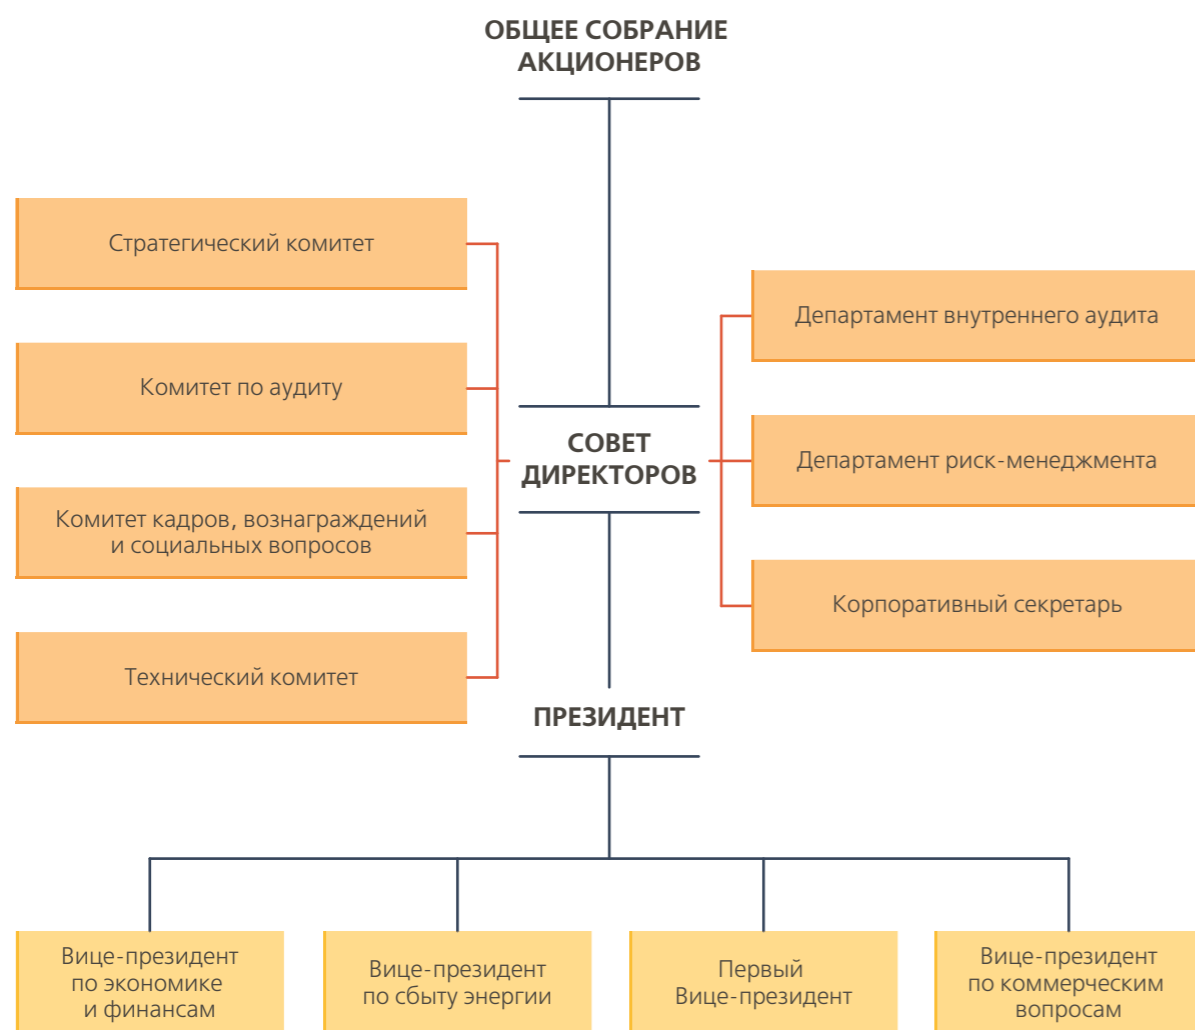 ОБЩЕЕ СОБРАНИЕ
АКЦИОНЕРОВ
Стратегический комитет
Комитет по аудиту
Комитет кадров, вознаграждений
и социальных вопросов
Технический комитет
СОВЕТ
ДИРЕКТОРОВ
Департамент внутреннего аудита
Департамент риск-менеджмента
Корпоративный секретарь
ПРЕЗИДЕНТ
Вице-президент
по экономике
и финансам
Вице-президент
по сбыту энергии
Первый
Вице-президент
Вице-президент
по коммерческим
вопросам